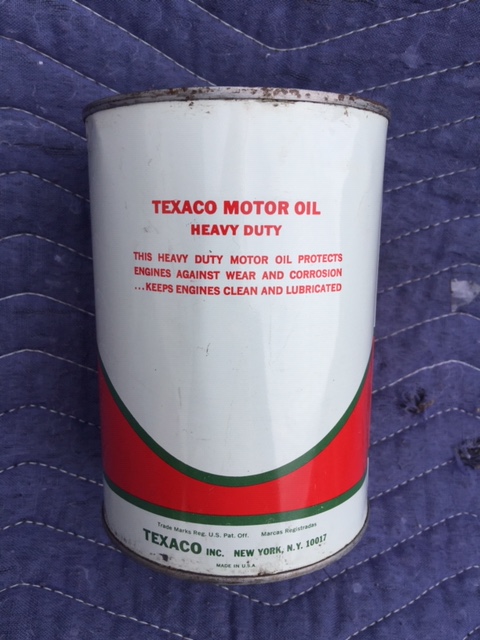 TEXACO MOTOR OIL
HEAVY DUTY
THIS HEAVY DUTY MOTOR OIL PROTECTS
ENGINES AGAINST WEAR AND CORROSION
...KEEPS ENGINES CLEAN AND LUBRICATED
Trade Marks Reg. U.S. Pat. Off. Marcas Registradas
TEXACO INC. NEW YORK, N.Y. 10017
MADE IN U.S.A.